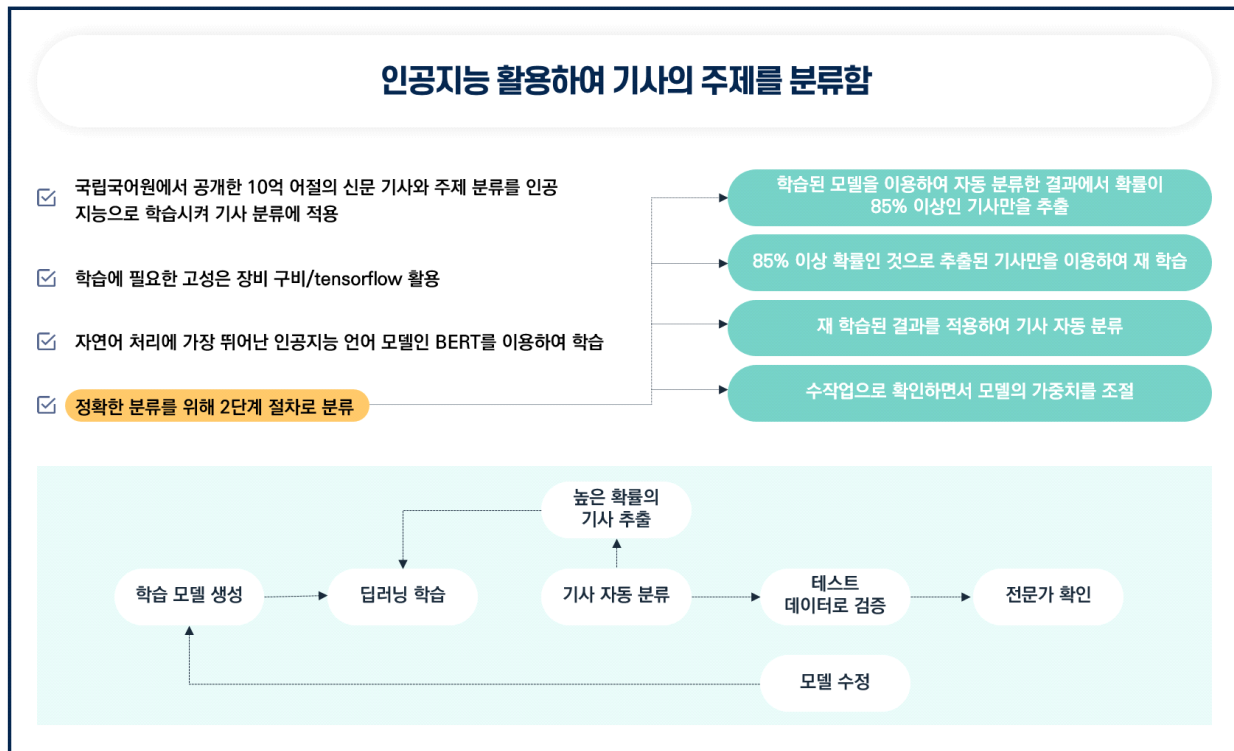 인공지능 활용하여 기사의 주제를 분류함
국립국어원에서 공개한 10억 어절의 신문 기사와 주제 분류를 인공
지능으로 학습시켜 기사 분류에 적용
학습에 필요한 고성은 장비 구비/tensorflow 활용
자연어 처리에 가장 뛰어난 인공지능 언어 모델인 BERT를 이용하여 학습
정확한 분류를 위해 2단계 절차로 분류
학습된 모델을 이용하여 자동 분류한 결과에서 확률이
85% 이상인 기사만을 추출
85% 이상 확률인 것으로 추출된 기사만을 이용하여 재 학습
재 학습된 결과를 적용하여 기사 자동 분류
수작업으로 확인하면서 모델의 가중치를 조절
높은 확률의
기사 추출
학습 모델 생성
딥러닝 학습
기사 자동 분류
테스트
데이터로 검증
전문가 확인
모델 수정